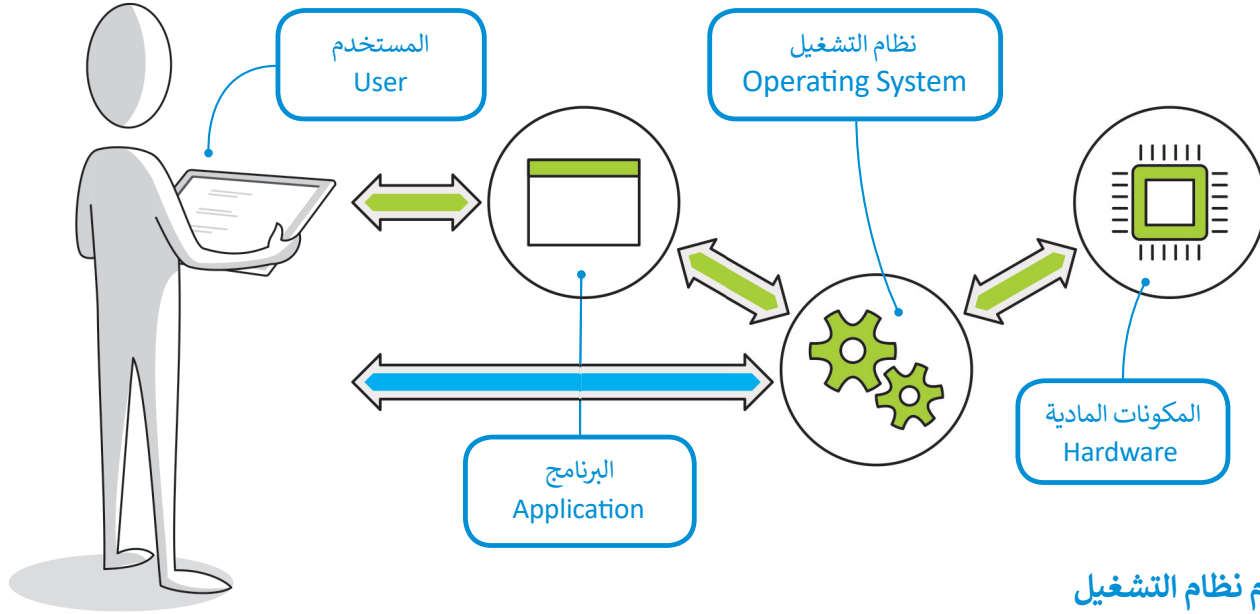 المستخدم
User
نظام التشغيل
Operating System
المكونات المادية
Hardware
البرنامج
Application
نظام التشغيل